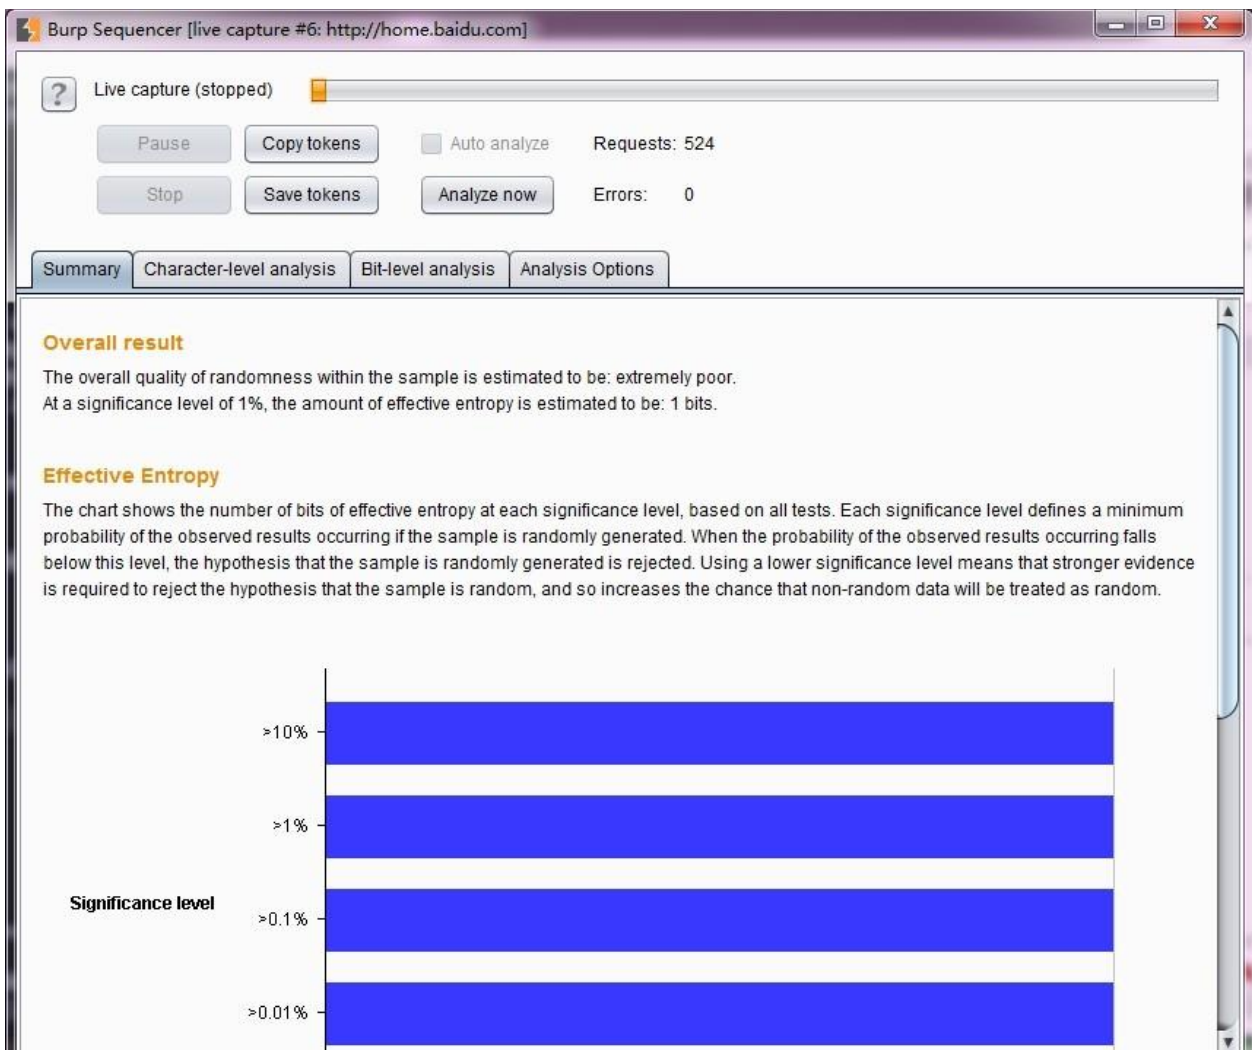 Burp Sequencer [live capture #6: http://home.baidu.com]
? Live capture (stopped)
Pause Copy tokens Auto analyze Requests: 524
Stop Save tokens Analyze now Errors: 0
Summary Character-level analysis Bit-level analysis Analysis Options
Overall result
The overall quality of randomness within the sample is estimated to be: extremely poor.
At a significance level of 1%, the amount of effective entropy is estimated to be: 1 bits.
Effective Entropy
The chart shows the number of bits of effective entropy at each significance level, based on all tests. Each significance level defines a minimum
probability of the observed results occurring if the sample is randomly generated. When the probability of the observed results occurring falls
below this level, the hypothesis that the sample is randomly generated is rejected. Using a lower significance level means that stronger evidence
is required to reject the hypothesis that the sample is random, and so increases the chance that non-random data will be treated as random.
>10%
>1%
Significance level
>0.1%
>0.01%